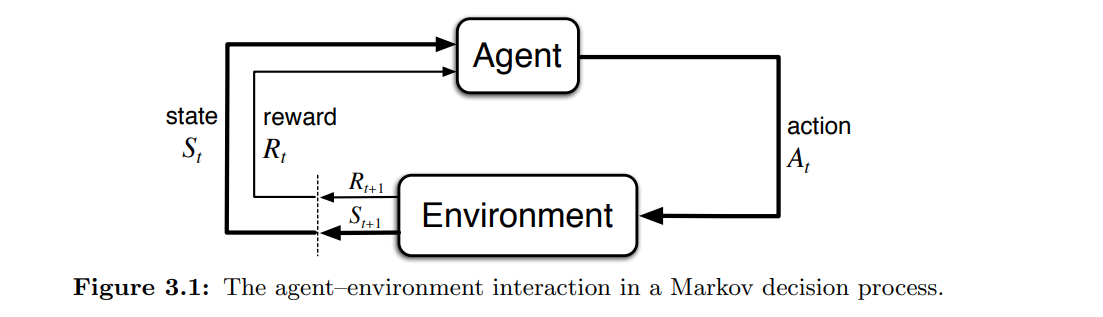 Agent
state
S_t
reward
R_t
action
A_t
R_{t+1}
S_{t+1}
Environment
Figure 3.1: The agent–environment interaction in a Markov decision process.